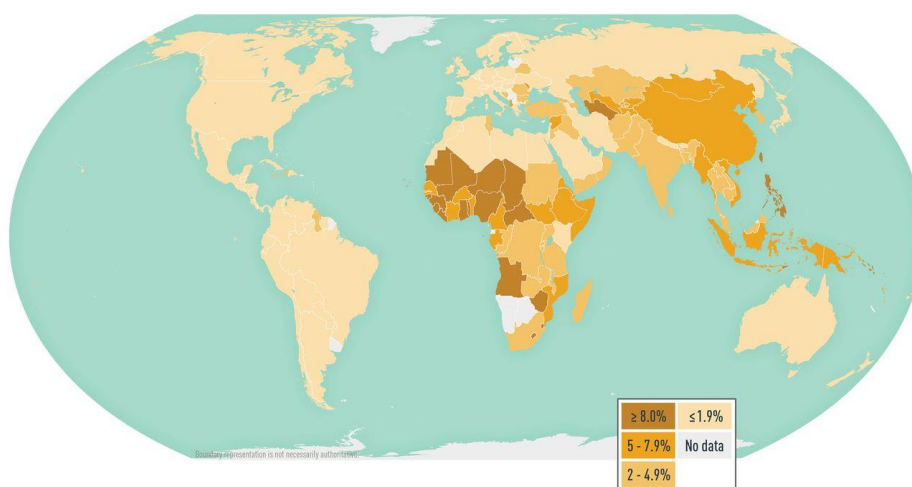 ≥ 8.0% ≤1.9%
5 - 7.9% No data
2 - 4.9%
Boundary representation is not necessarily authoritative.